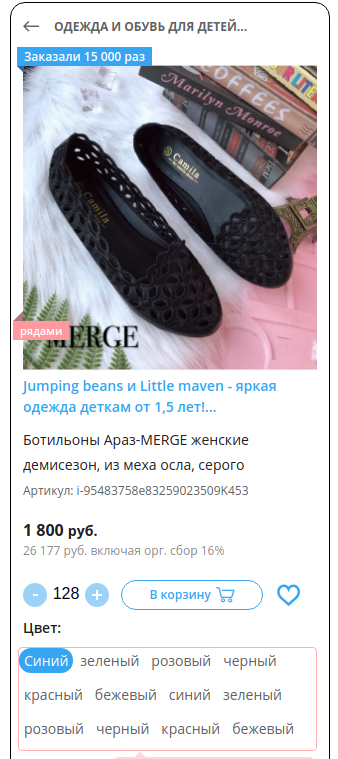 ОДЕЖДА И ОБУВЬ ДЛЯ ДЕТЕЙ...
Заказали 15 000 раз
COFFEES
Marilyn Monroe
Camila
Camila
рядами
MERGE
Jumping beans и Little maven - яркая
одежда деткам от 1,5 лет!...
Ботильоны Араз-MERGE женские
демисезон, из меха осла, серого
Артикул: i-95483758e83259023509K453
1 800 руб.
26 177 руб. включая орг. сбор 16%
- 128 + В корзину
Цвет:
Синий зеленый розовый черный
красный бежевый синий зеленый
розовый черный красный бежевый